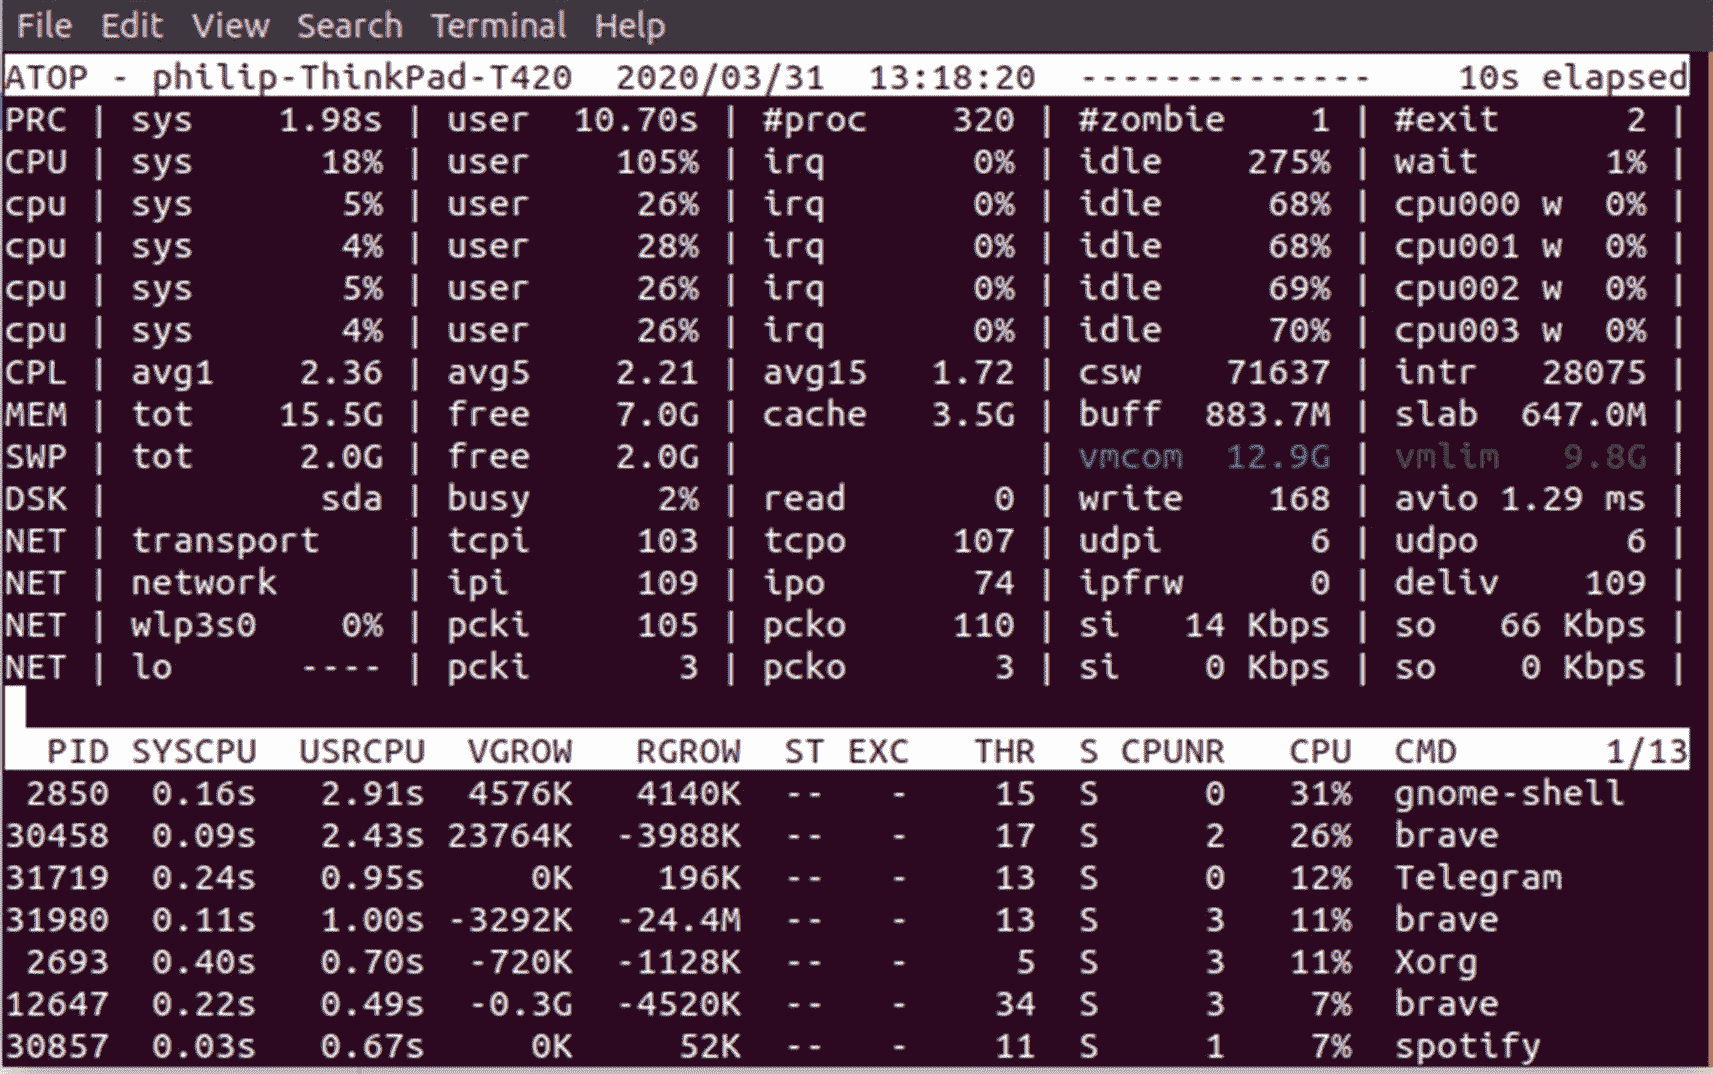 File Edit View Search Terminal Help
ATOP - philip-ThinkPad-T420 2020/03/31 13:18:20 -------------- 10s elapsed
PRC | sys 1.98s | user 10.70s | #proc 320 | #zombie 1 | #exit 2 |
CPU | sys 18% | user 105% | irq 0% | idle 275% | wait 1% |
cpu | sys 5% | user 26% | irq 0% | idle 68% | cpu000 w 0% |
cpu | sys 4% | user 28% | irq 0% | idle 68% | cpu001 w 0% |
cpu | sys 5% | user 26% | irq 0% | idle 69% | cpu002 w 0% |
cpu | sys 4% | user 26% | irq 0% | idle 70% | cpu003 w 0% |
CPL | avg1 2.36 | avg5 2.21 | avg15 1.72 | csw 71637 | intr 28075 |
MEM | tot 15.5G | free 7.0G | cache 3.5G | buff 883.7M | slab 647.0M |
SWP | tot 2.0G | free 2.0G | | vmcom 12.9G | vmlim 9.8G |
DSK | sda | busy 2% | read 0 | write 168 | avio 1.29 ms |
NET | transport | tcpi 103 | tcpo 107 | udpi 6 | udpo 6 |
NET | network | ipi 109 | ipo 74 | ipfrw 0 | deliv 109 |
NET | wlp3s0 0% | pcki 105 | pcko 110 | si 14 Kbps | so 66 Kbps |
NET | lo ---- | pcki 3 | pcko 3 | si 0 Kbps | so 0 Kbps |
PID SYSCPU USRCPU VGROW RGROW ST EXC THR S CPUNR CPU CMD 1/13
2850 0.16s 2.91s 4576K 4140K -- - 15 S 0 31% gnome-shell
30458 0.09s 2.43s 23764K -3988K -- - 17 S 2 26% brave
31719 0.24s 0.95s 0K 196K -- - 13 S 0 12% Telegram
31980 0.11s 1.00s -3292K -24.4M -- - 13 S 3 11% brave
2693 0.40s 0.70s -720K -1128K -- - 5 S 3 11% Xorg
12647 0.22s 0.49s -0.3G -4520K -- - 34 S 3 7% brave
30857 0.03s 0.67s 0K 52K -- - 11 S 1 7% spotify